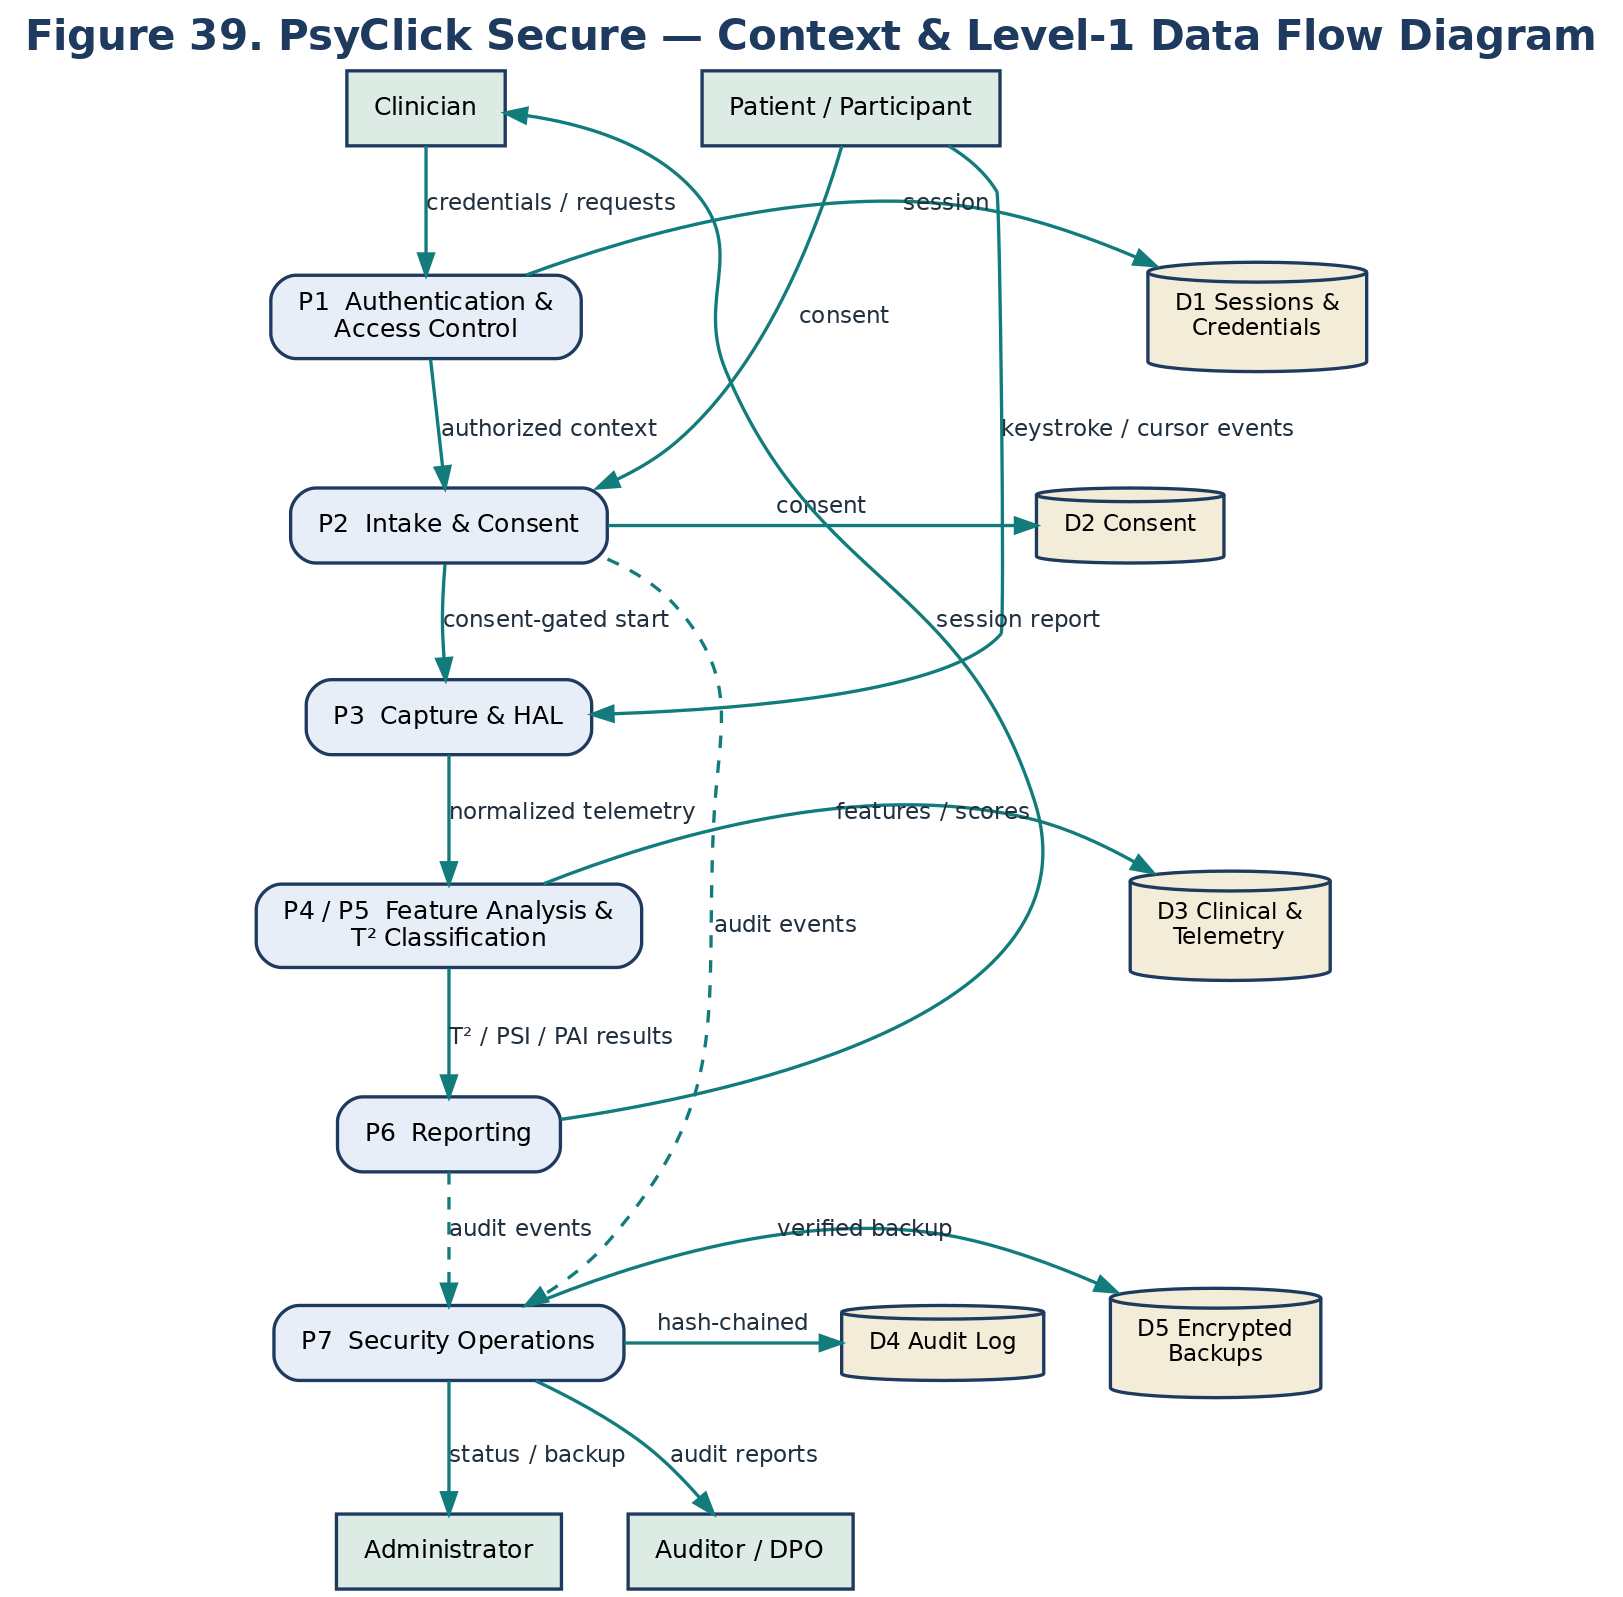 Figure 39. PsyClick Secure — Context & Level-1 Data Flow Diagram
Clinician
Patient / Participant
credentials / requests
session
P1  Authentication &
Access Control
D1 Sessions &
Credentials
consent
authorized context
keystroke / cursor events
P2  Intake & Consent
consent
D2 Consent
consent-gated start
session report
P3  Capture & HAL
normalized telemetry
features / scores
P4 / P5  Feature Analysis &
T² Classification
audit events
D3 Clinical &
Telemetry
T² / PSI / PAI results
P6  Reporting
audit events
verified backup
P7  Security Operations
hash-chained
D4 Audit Log
D5 Encrypted
Backups
status / backup
audit reports
Administrator
Auditor / DPO